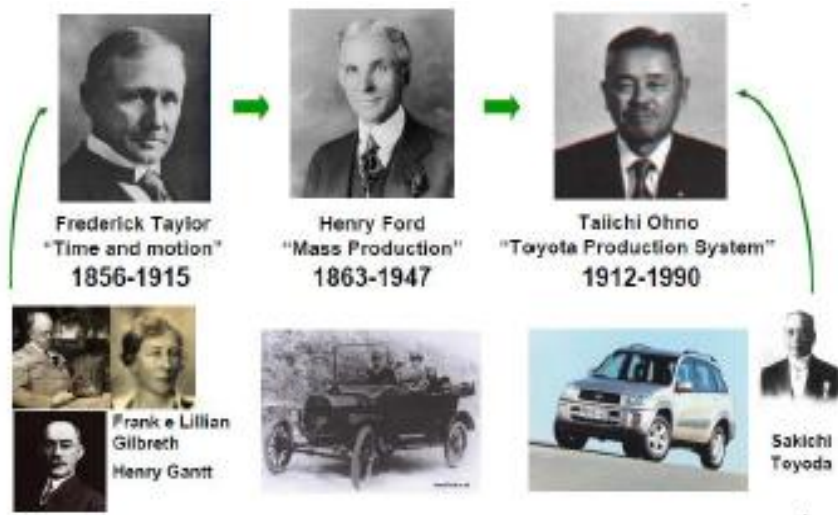 Frederick Taylor
"Time and motion"
1856-1915
Henry Ford
"Mass Production"
1863-1947
Taiichi Ohno
"Toyota Production System"
1912-1990
Frank e Lillian
Gilbreth
Henry Gantt
Sakichi
Toyoda